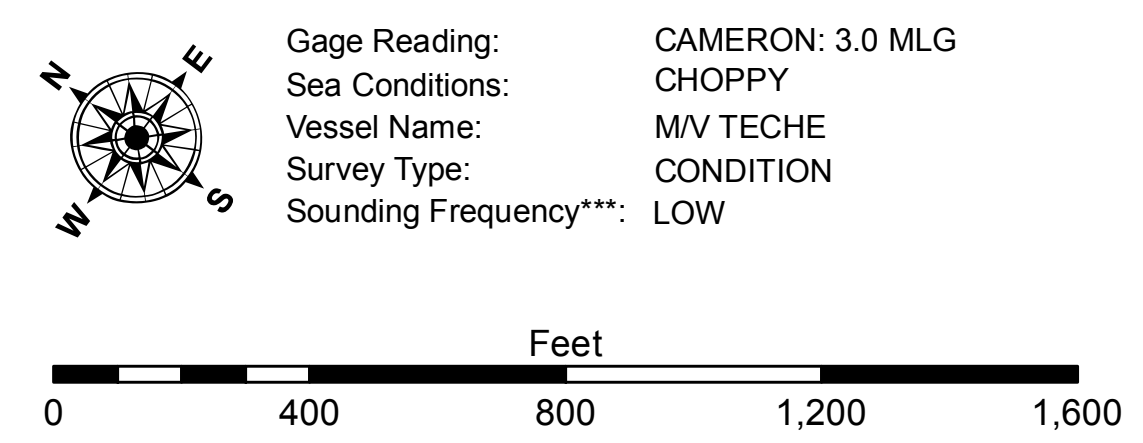 N E
W S
Gage Reading: CAMERON: 3.0 MLG
Sea Conditions: CHOPPY
Vessel Name: M/V TECHE
Survey Type: CONDITION
Sounding Frequency***: LOW
Feet
0 400 800 1,200 1,600